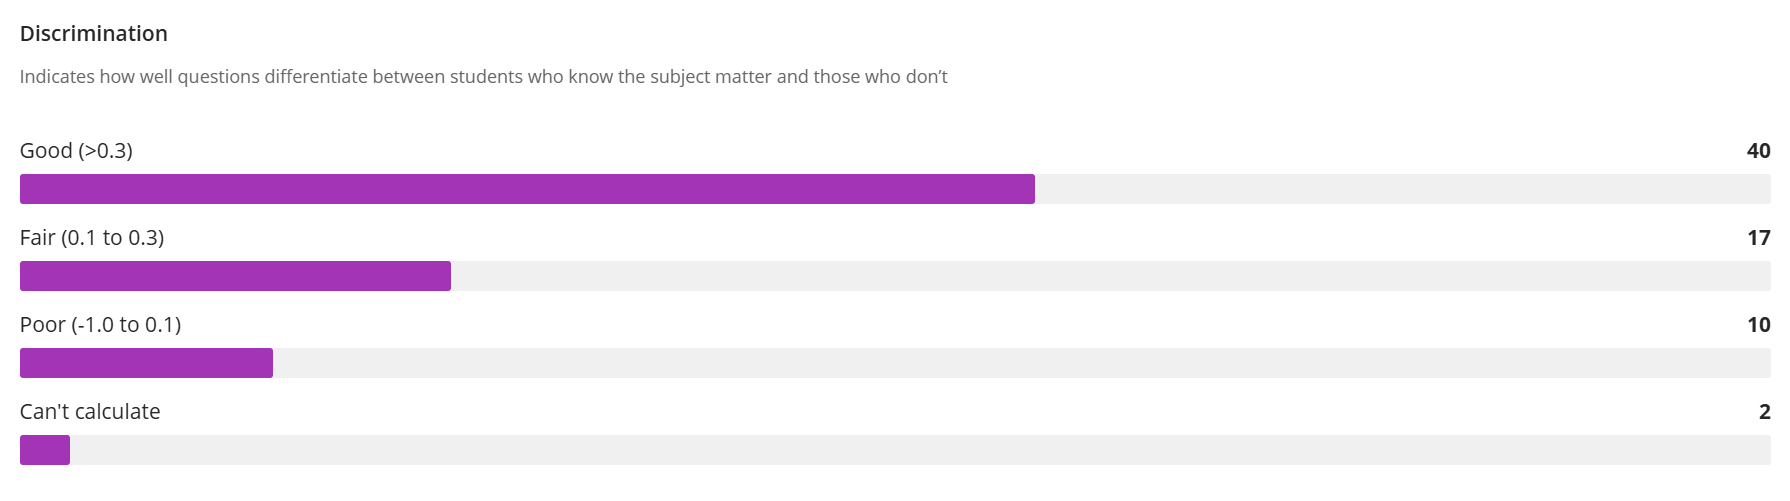 Discrimination
Indicates how well questions differentiate between students who know the subject matter and those who don’t
Good (>0.3) 40
Fair (0.1 to 0.3) 17
Poor (-1.0 to 0.1) 10
Can't calculate 2